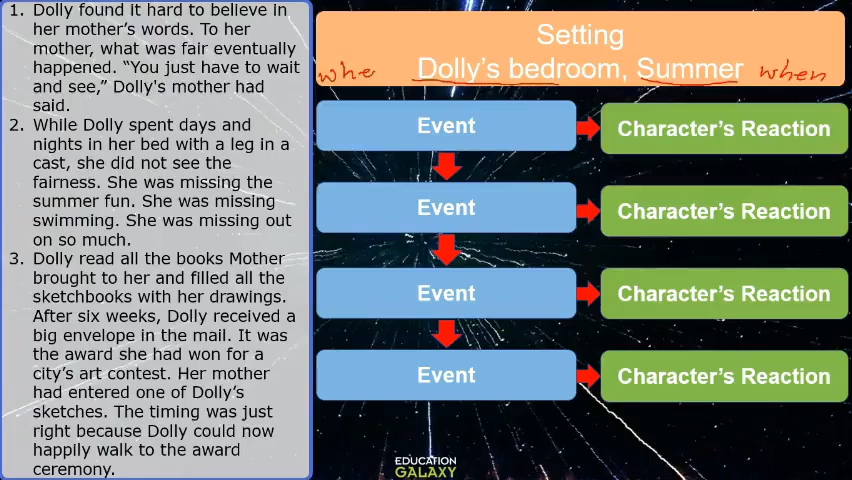 1. Dolly found it hard to believe in
her mother's words. To her
mother, what was fair eventually
happened. "You just have to wait
and see," Dolly's mother had
said.
2. While Dolly spent days and
nights in her bed with a leg in a
cast, she did not see the
fairness. She was missing the
summer fun. She was missing
swimming. She was missing out
on so much.
3. Dolly read all the books Mother
brought to her and filled all the
sketchbooks with her drawings.
After six weeks, Dolly received a
big envelope in the mail. It was
the award she had won for a
city's art contest. Her mother
had entered one of Dolly's
sketches. The timing was just
right because Dolly could now
happily walk to the award
ceremony.
Setting
whe Dolly's bedroom, Summer when
Event
Character's Reaction
Event
Character's Reaction
Event
Character's Reaction
Event
Character's Reaction
EDUCATION
GALAXY